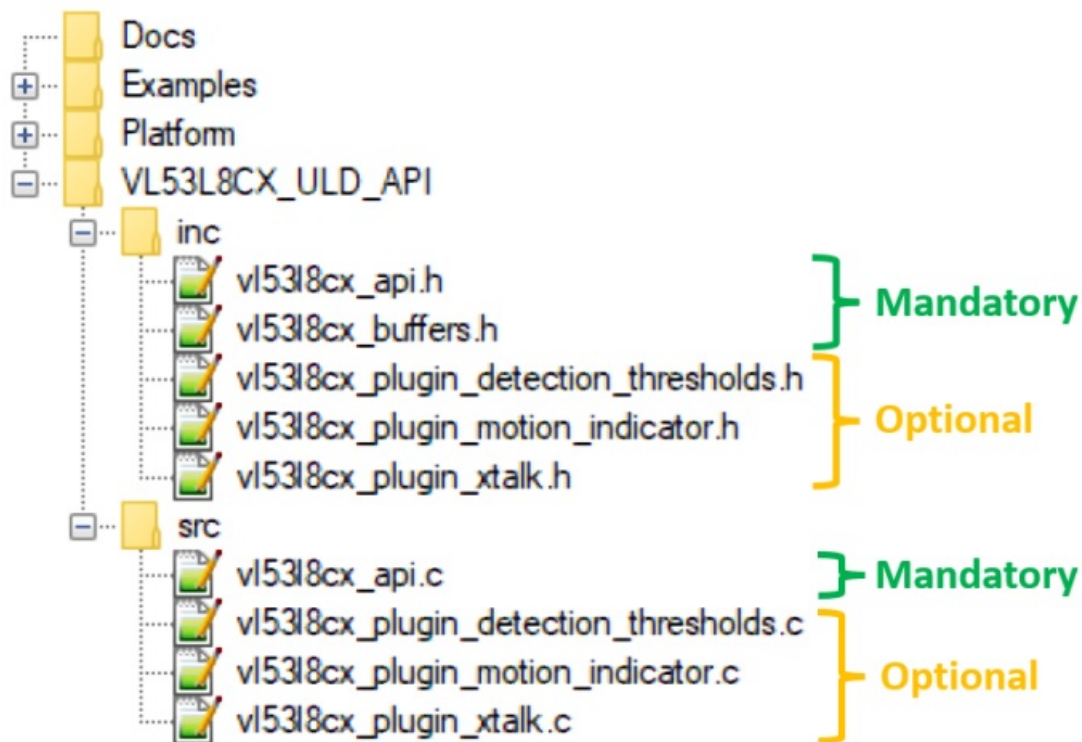 Docs
Examples
Platform
VL53L8CX_ULD_API
inc
vl53l8cx_api.h
vl53l8cx_buffers.h
Mandatory
vl53l8cx_plugin_detection_thresholds.h
vl53l8cx_plugin_motion_indicator.h
Optional
vl53l8cx_plugin_xtalk.h
src
vl53l8cx_api.c
Mandatory
vl53l8cx_plugin_detection_thresholds.c
vl53l8cx_plugin_motion_indicator.c
Optional
vl53l8cx_plugin_xtalk.c